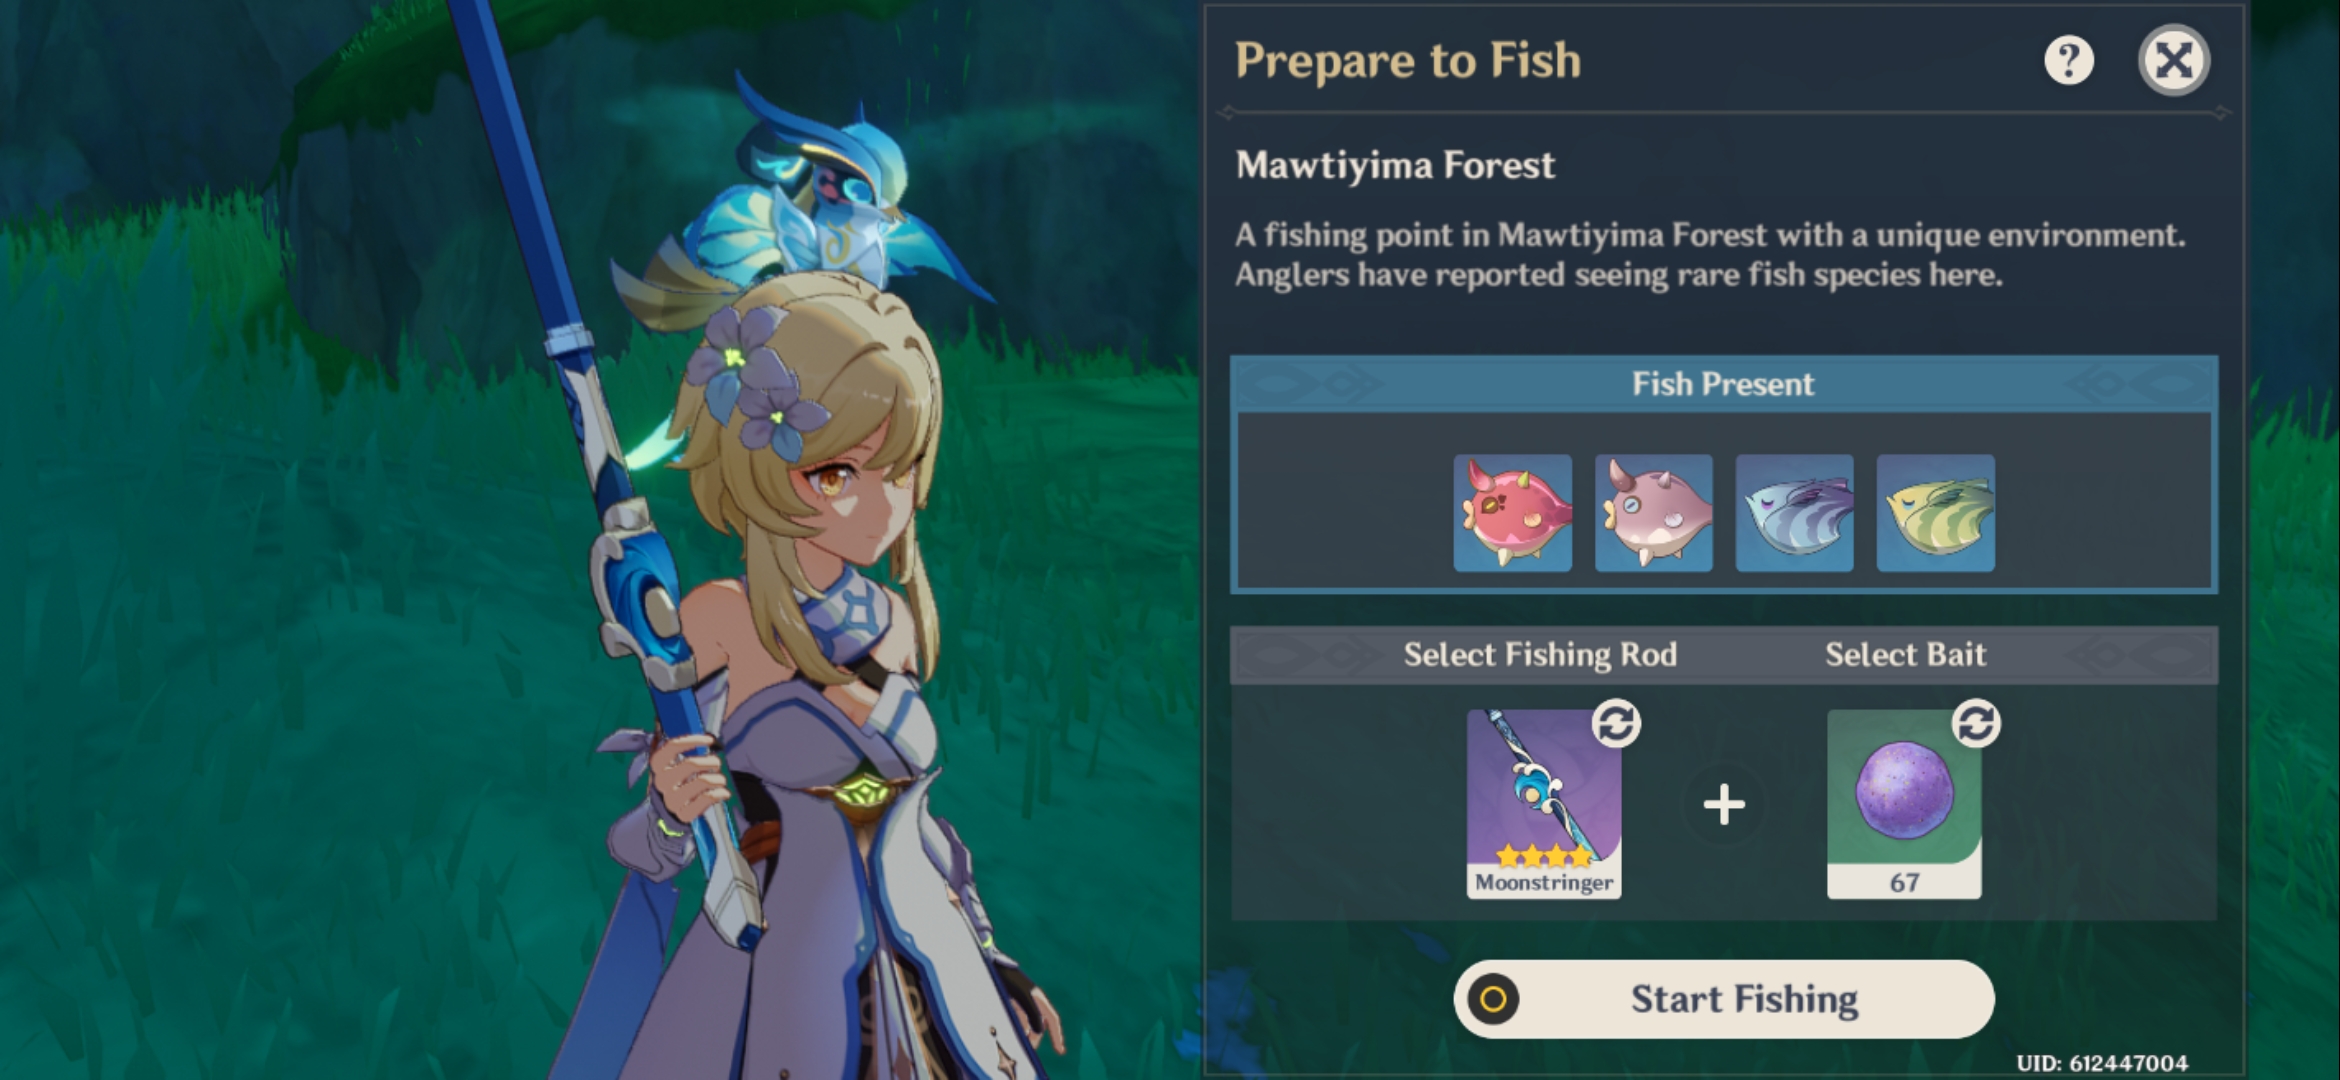 Prepare to Fish
?
Mawtiyima Forest
A fishing point in Mawtiyima Forest with a unique environment.
Anglers have reported seeing rare fish species here.
Fish Present
Select Fishing Rod
Select Bait
Moonstringer
67
Start Fishing
UID: 612447004